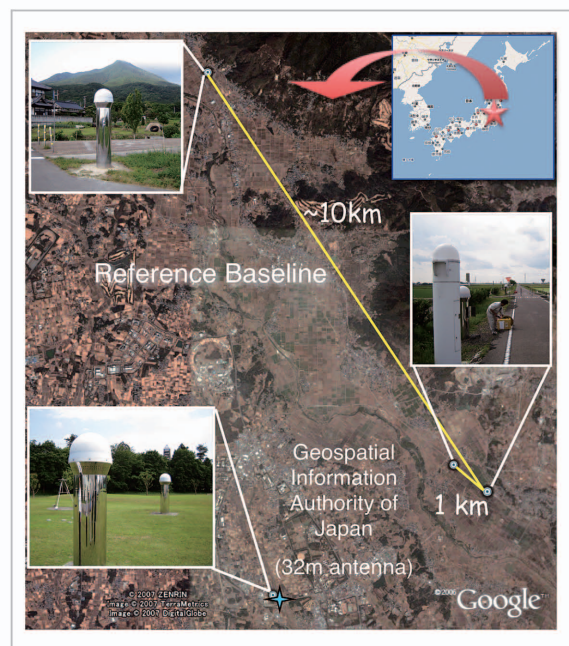 ~10km
Reference Baseline
Geospatial
Information
Authority of
Japan
1 km
(32m antenna)
© 2007 ZENRIN
Image © 2007 TerraMetrics
Image © 2007 DigitalGlobe
©2006 Google™